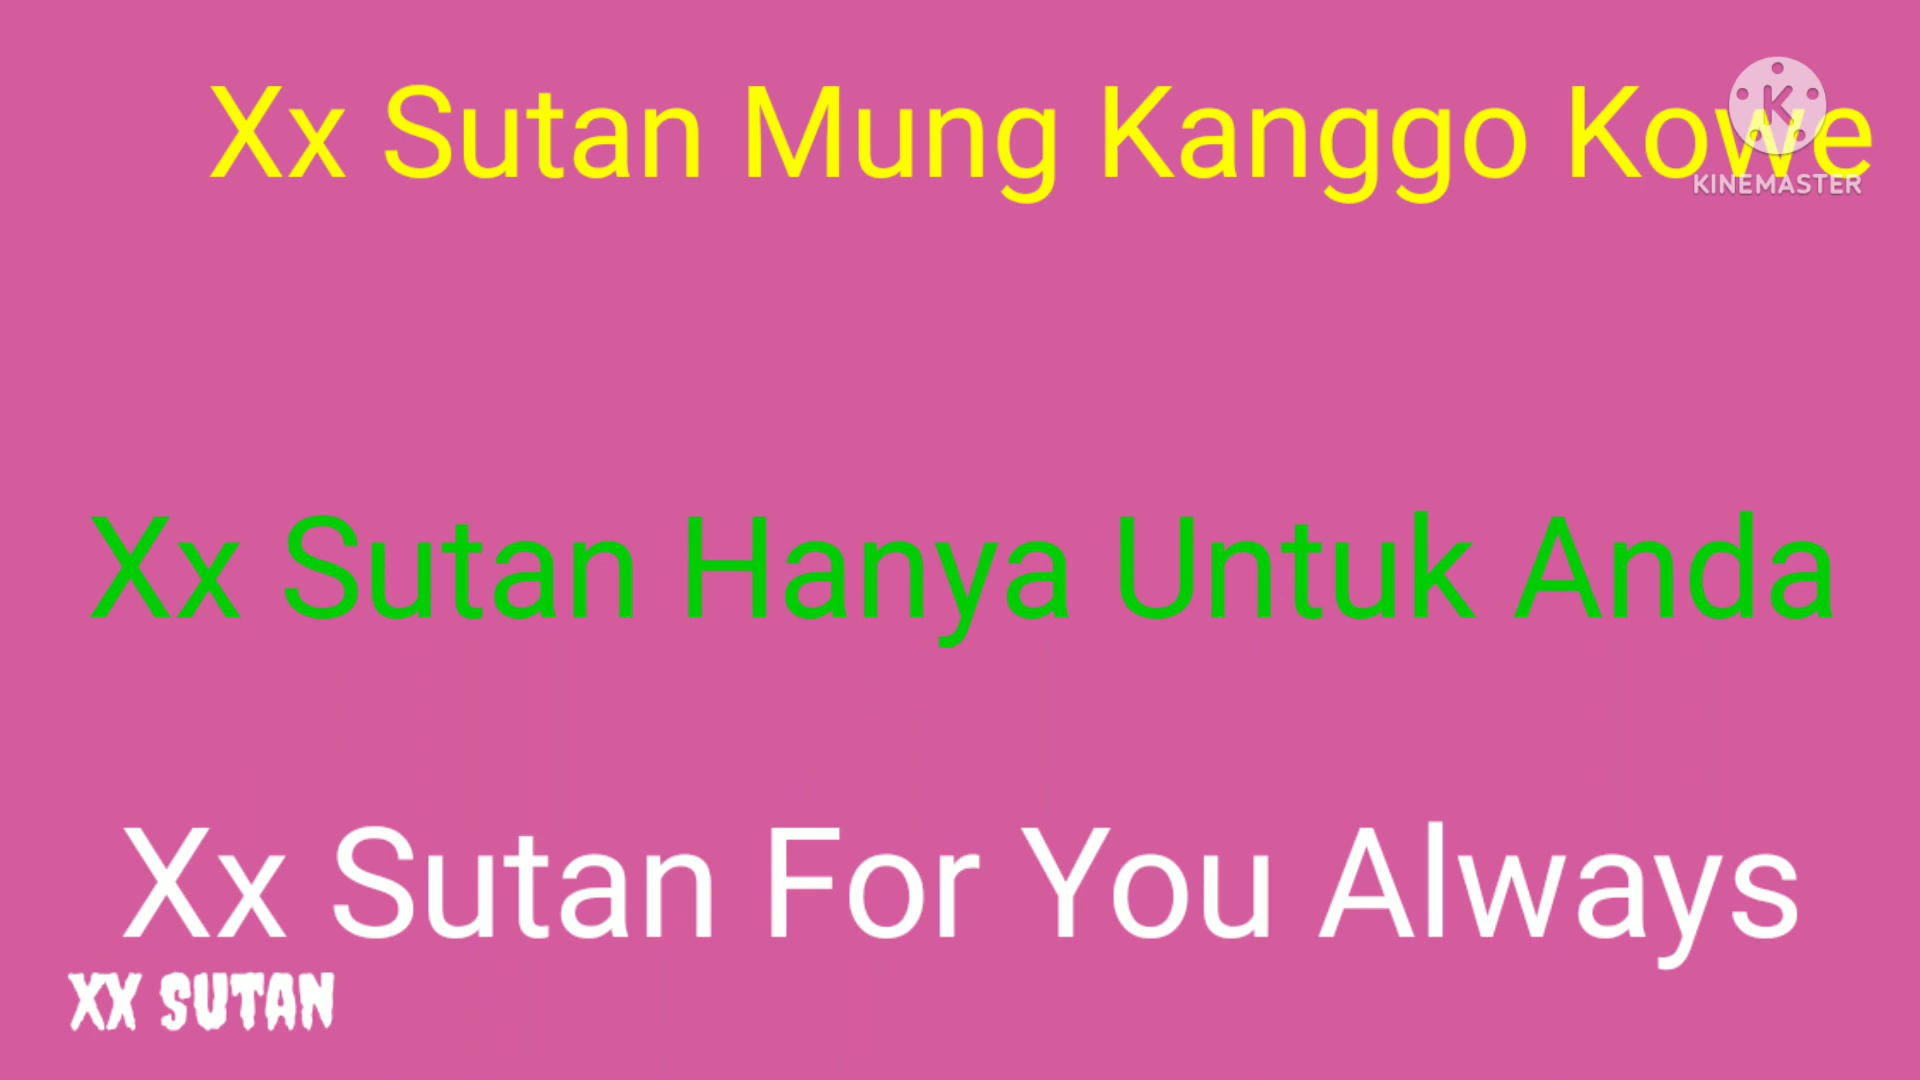 Xx Sutan Mung Kanggo Kowe
KINEMASTER
Xx Sutan Hanya Untuk Anda
Xx Sutan For You Always
XX SUTAN